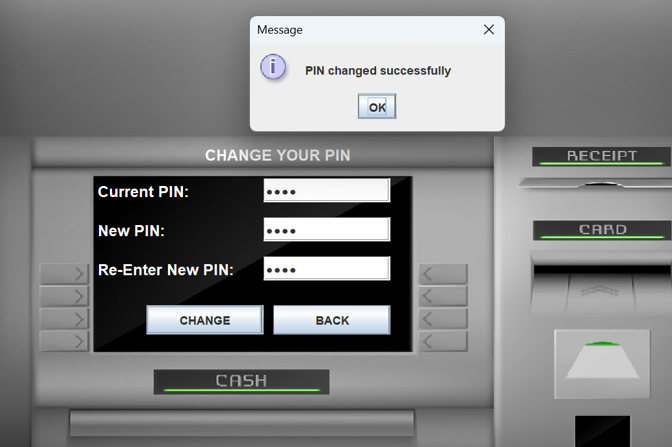 Message
PIN changed successfully
OK
CHANGE YOUR PIN
Current PIN: ••••
New PIN: ••••
Re-Enter New PIN: ••••
CHANGE BACK
RECEIPT
CARD
CASH